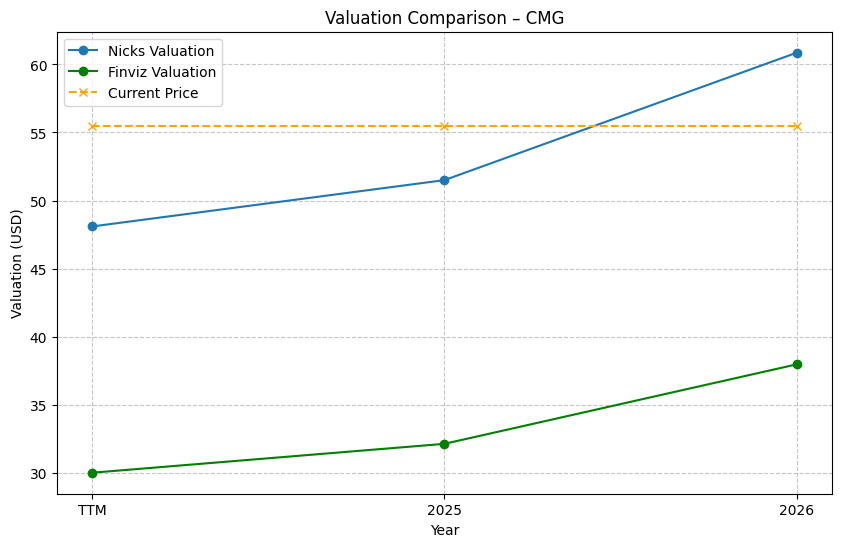 Valuation Comparison – CMG
Nicks Valuation
Finviz Valuation
Current Price
Valuation (USD)
60
55
50
45
40
35
30
TTM
2025
2026
Year